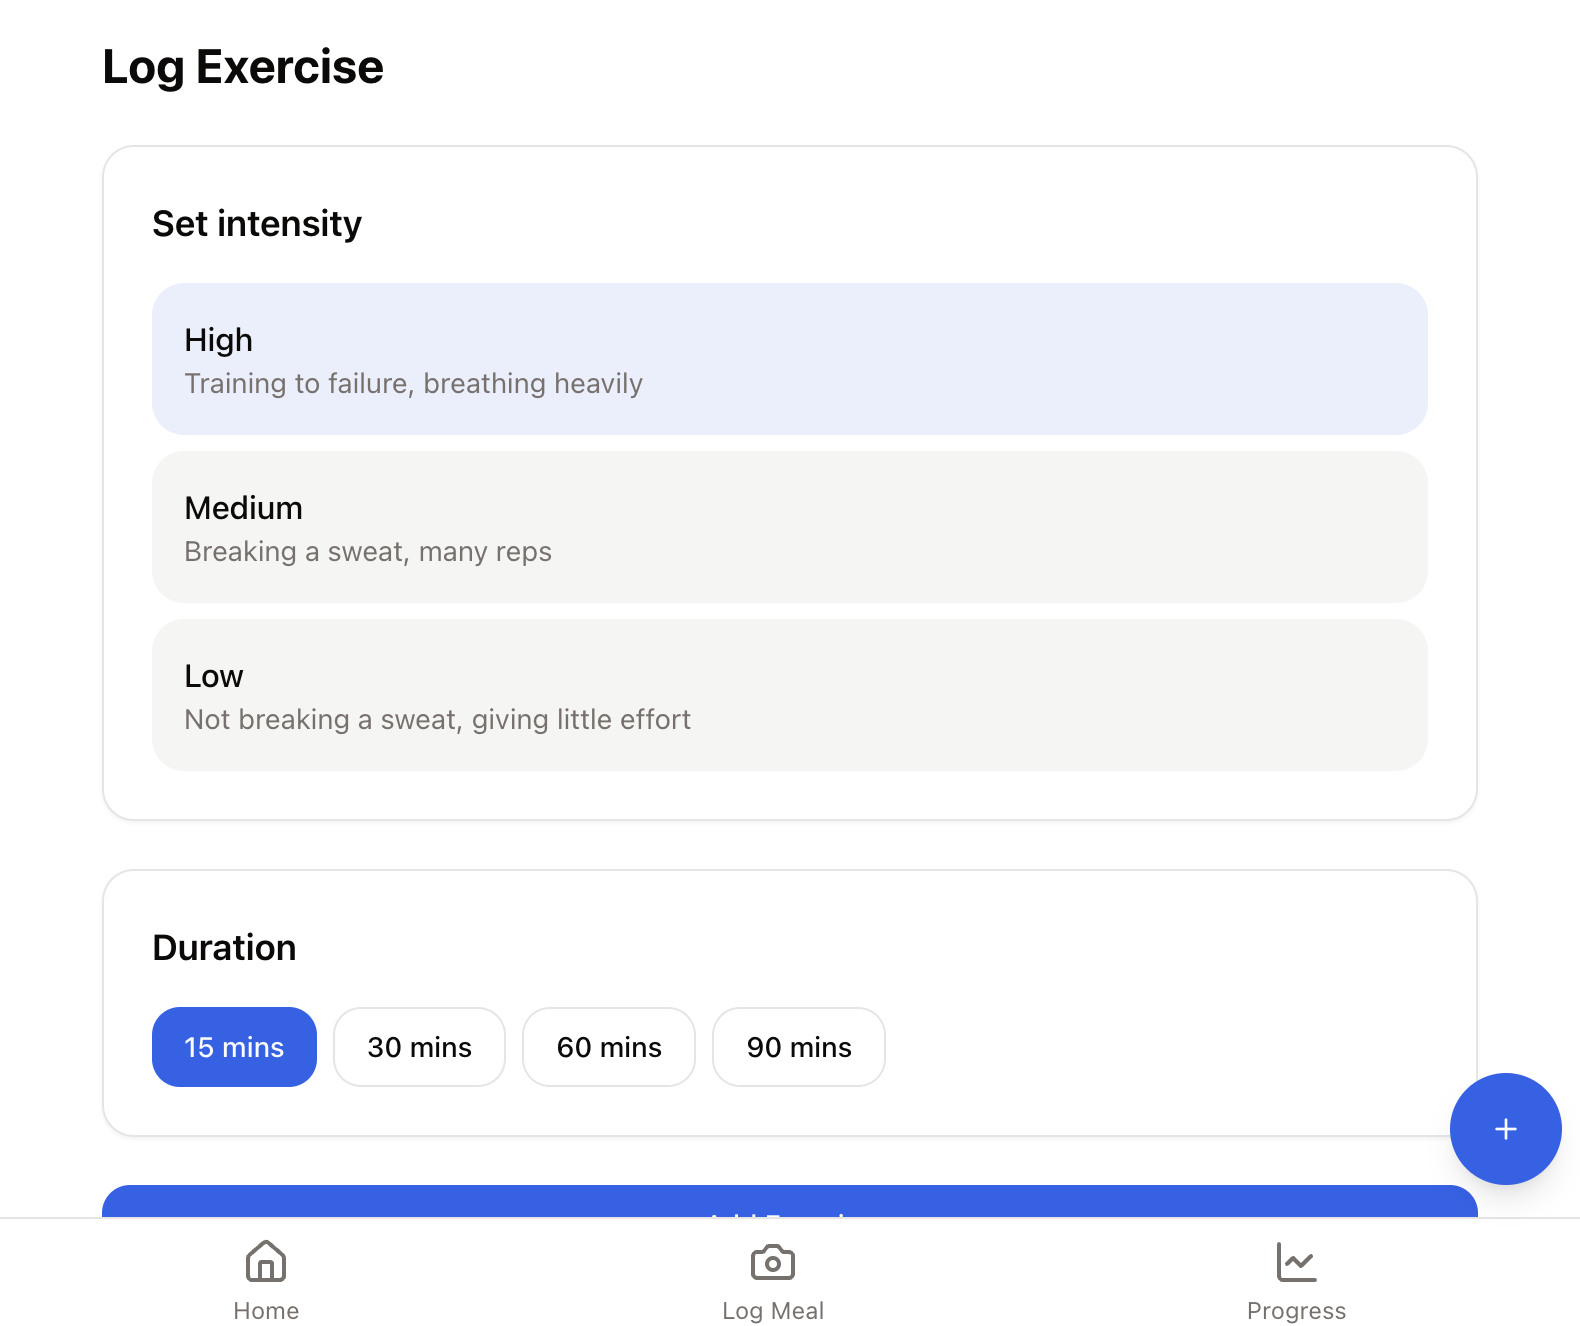 Log Exercise
Set intensity
High
Training to failure, breathing heavily
Medium
Breaking a sweat, many reps
Low
Not breaking a sweat, giving little effort
Duration
15 mins
30 mins
60 mins
90 mins
+
Home
Log Meal
Progress